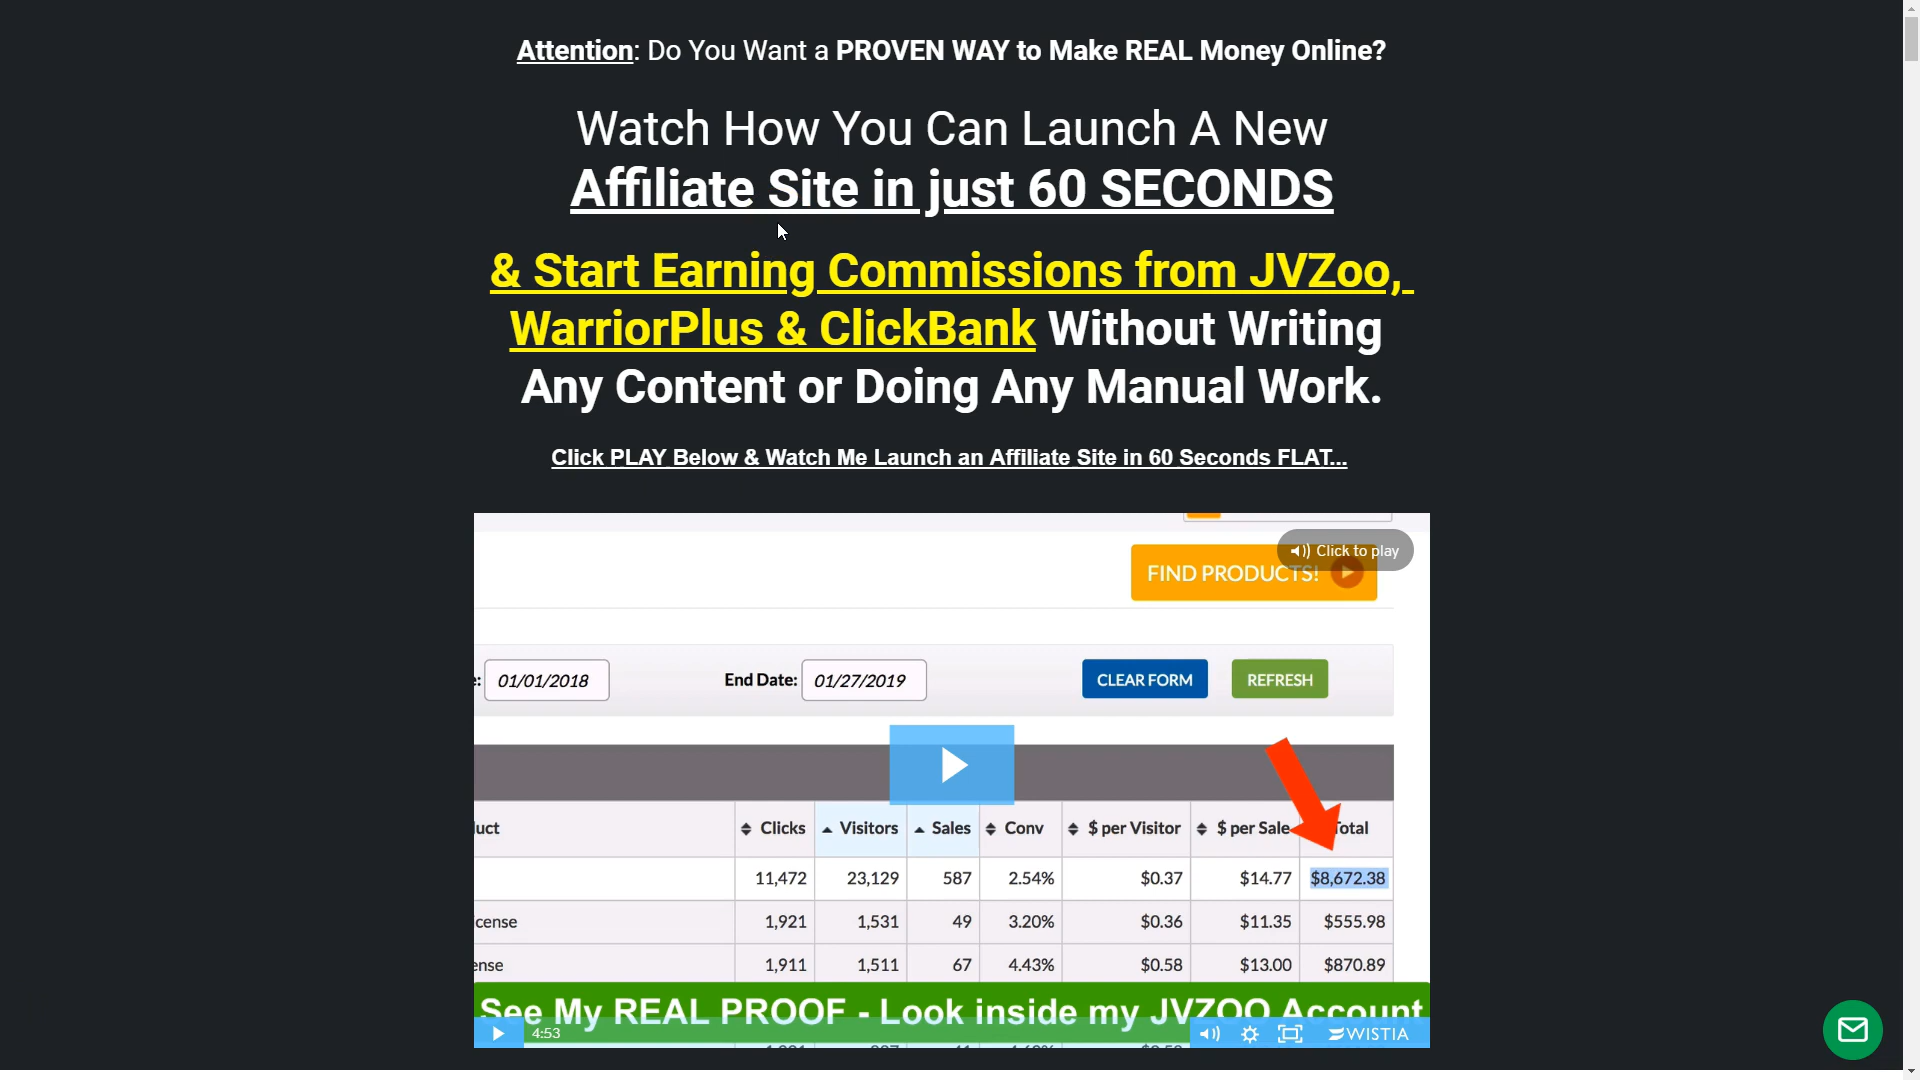 Attention: Do You Want a PROVEN WAY to Make REAL Money Online?
Watch How You Can Launch A New
Affiliate Site in just 60 SECONDS
& Start Earning Commissions from JVZoo,
WarriorPlus & ClickBank Without Writing
Any Content or Doing Any Manual Work.
Click PLAY Below & Watch Me Launch an Affiliate Site in 60 Seconds FLAT...
Click to play
FIND PRODUCTS!
01/01/2018 End Date: 01/27/2019 CLEAR FORM REFRESH
Clicks Visitors Sales Conv $ per Visitor $ per Sale Total
11,472 23,129 587 2.54% $0.37 $14.77 $8,672.38
1,921 1,531 49 3.20% $0.36 $11.35 $555.98
1,911 1,511 67 4.43% $0.58 $13.00 $870.89
See My REAL PROOF - Look inside my JVZOO Account
4:53 WISTIA